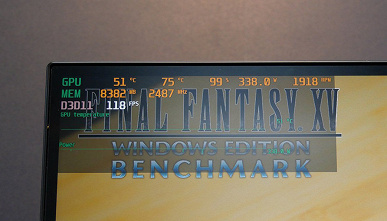 GPU 51 °C 75 °C 99 % 338.0 W 1918 RPM
MEM 8382 MB 2487 MHz
D3D11 118 FPS
GPU temperature
FINAL FANTASY XV
WINDOWS EDITION
BENCHMARK